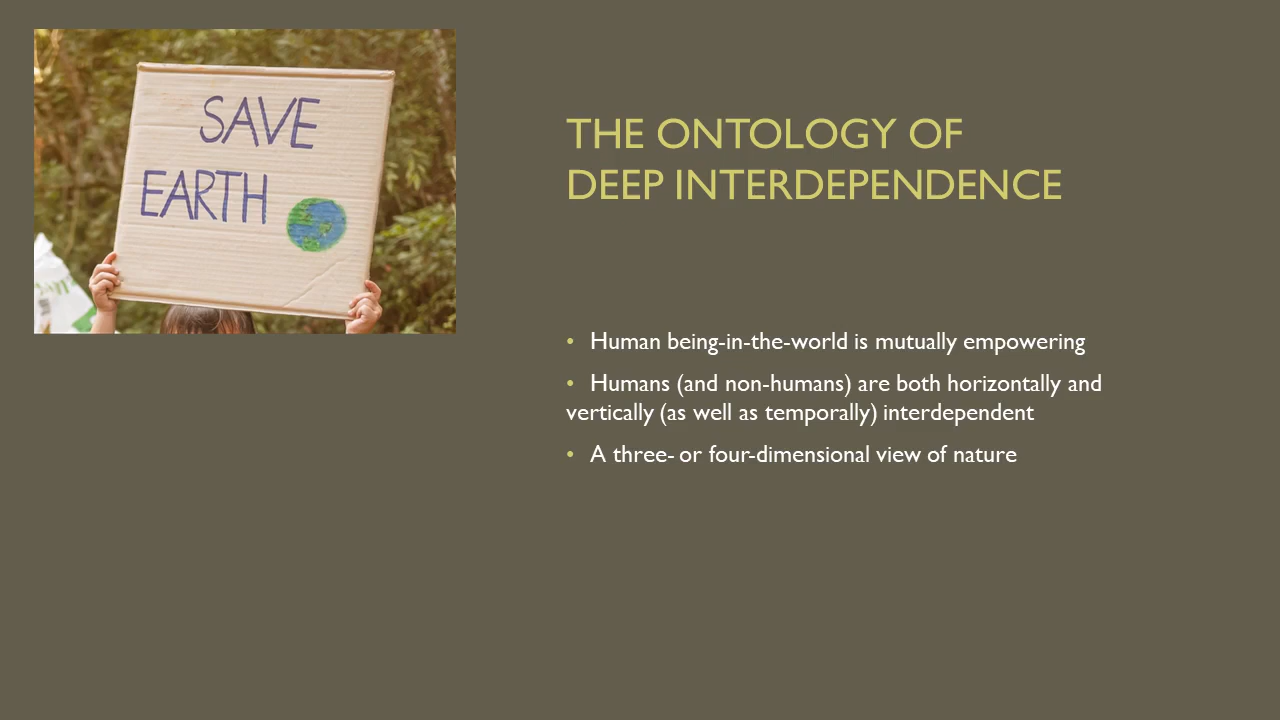 SAVE
EARTH
THE ONTOLOGY OF
DEEP INTERDEPENDENCE
• Human being-in-the-world is mutually empowering
• Humans (and non-humans) are both horizontally and
vertically (as well as temporally) interdependent
• A three- or four-dimensional view of nature